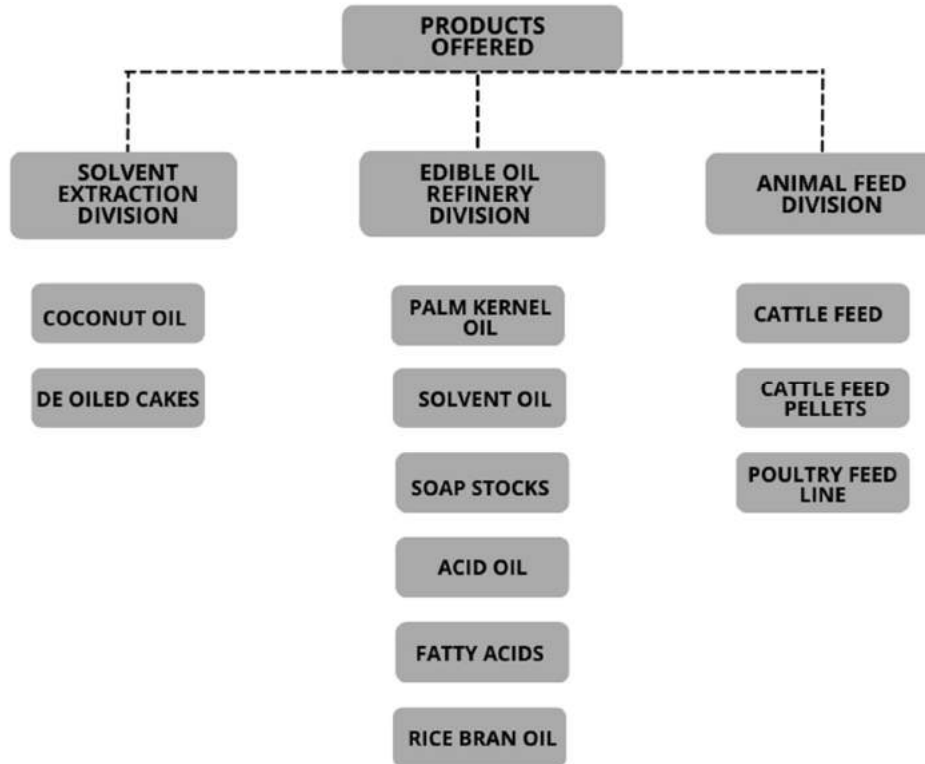 PRODUCTS
OFFERED
SOLVENT
EXTRACTION
DIVISION
EDIBLE OIL
REFINERY
DIVISION
ANIMAL FEED
DIVISION
COCONUT OIL
DE OILED CAKES
PALM KERNEL
OIL
SOLVENT OIL
SOAP STOCKS
ACID OIL
FATTY ACIDS
RICE BRAN OIL
CATTLE FEED
CATTLE FEED
PELLETS
POULTRY FEED
LINE